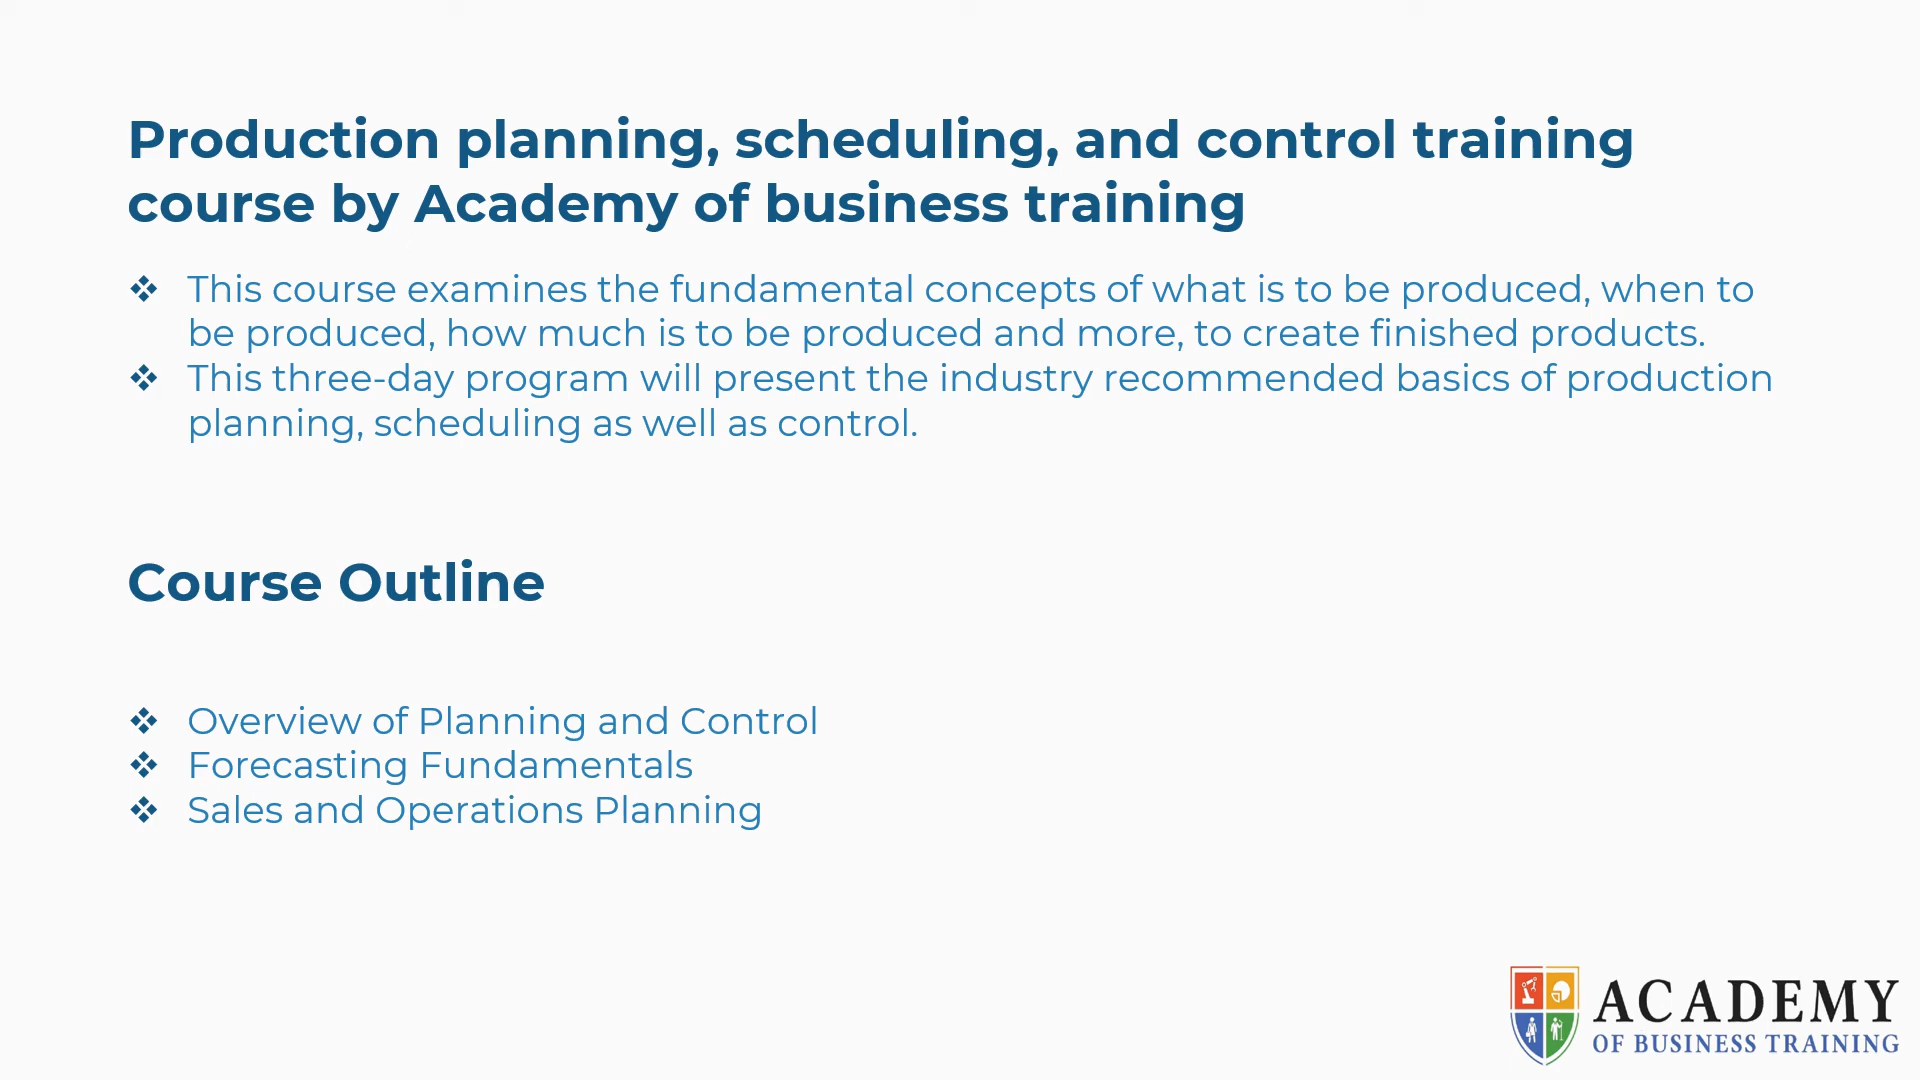 Production planning, scheduling, and control training
course by Academy of business training
❖ This course examines the fundamental concepts of what is to be produced, when to
be produced, how much is to be produced and more, to create finished products.
❖ This three-day program will present the industry recommended basics of production
planning, scheduling as well as control.
Course Outline
❖ Overview of Planning and Control
❖ Forecasting Fundamentals
❖ Sales and Operations Planning
ACADEMY
OF BUSINESS TRAINING